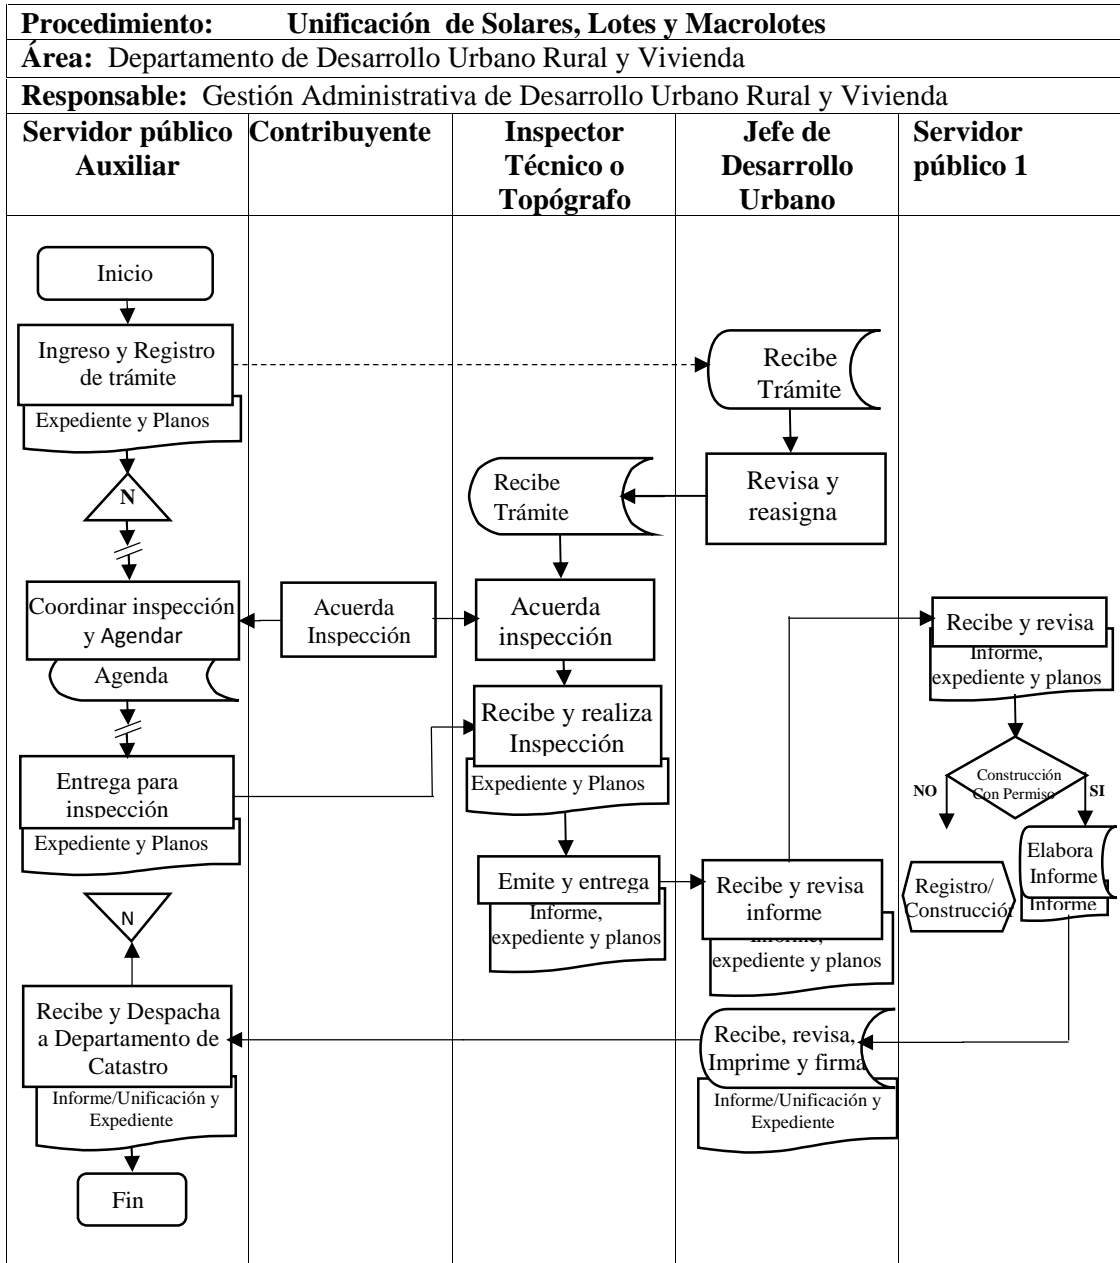 Procedimiento: Unificación de Solares, Lotes y Macrolotes
Área: Departamento de Desarrollo Urbano Rural y Vivienda
Responsable: Gestión Administrativa de Desarrollo Urbano Rural y Vivienda
Servidor público
Auxiliar
Contribuyente
Inspector
Técnico o
Topógrafo
Jefe de
Desarrollo
Urbano
Servidor
público 1
Inicio
Ingreso y Registro
de trámite
Expediente y Planos
N
Recibe
Trámite
Revisa y
reasigna
Recibe
Trámite
Coordinar inspección
y Agendar
Agenda
Acuerda
Inspección
Acuerda
inspección
Recibe y revisa
Informe,
expediente y planos
Recibe y realiza
Inspección
Expediente y Planos
Entrega para
inspección
Expediente y Planos
Construcción
Con Permiso
NO
SI
Emite y entrega
Informe,
expediente y planos
Recibe y revisa
informe
Informe,
expediente y planos
Registro/
Construcción
Elabora
Informe
Informe
N
Recibe y Despacha
a Departamento de
Catastro
Informe/Unificación y
Expediente
Recibe, revisa,
Imprime y firma
Informe/Unificación y
Expediente
Fin